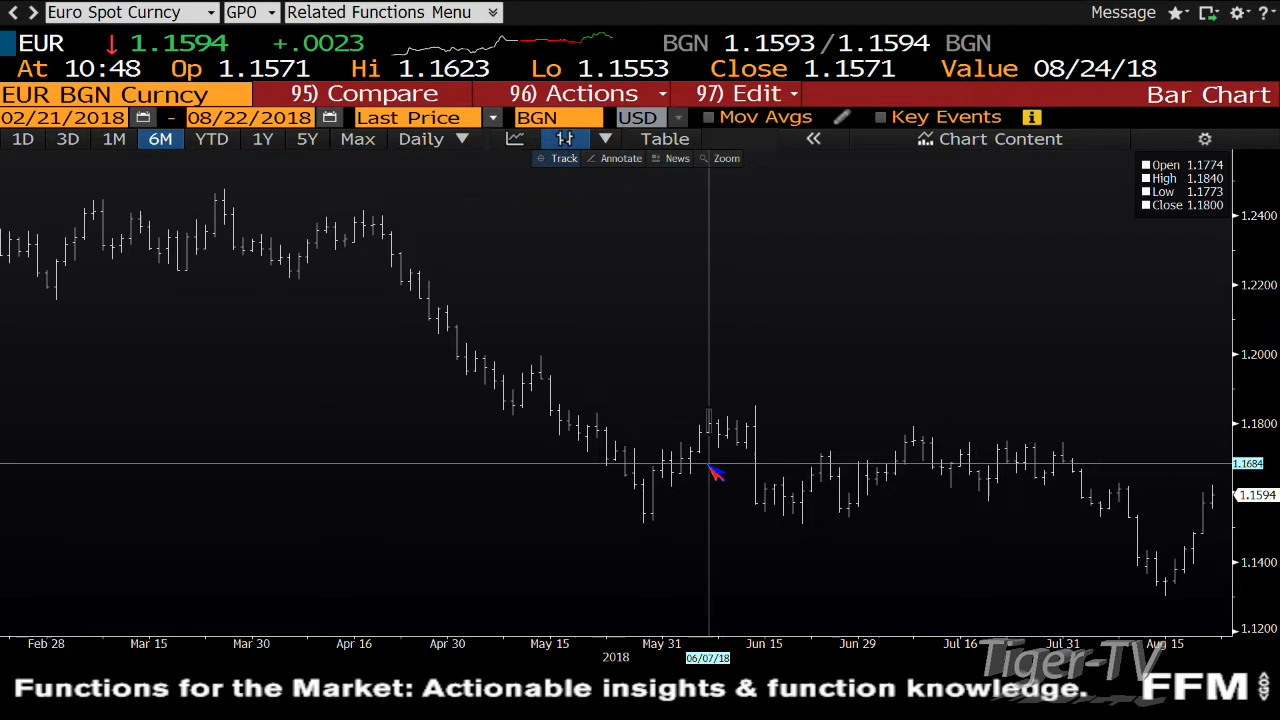 Euro Spot Curncy GPO Related Functions Menu Message ?
EUR 1.1594 +.0023 BGN 1.1593/1.1594 BGN
At 10:48 Op 1.1571 Hi 1.1623 Lo 1.1553 Close 1.1571 Value 08/24/18
EUR BGN Curncy 95) Compare 96) Actions 97) Edit Bar Chart
02/21/2018 - 08/22/2018 Last Price BGN USD Mov Avgs Key Events i
1D 3D 1M 6M YTD 1Y 5Y Max Daily Table « Chart Content
Track Annotate News Zoom
Open 1.1774
High 1.1840
Low 1.1773
Close 1.1800
1.2400
1.2200
1.2000
1.1800
1.1684
1.1594
1.1400
1.1200
Feb 28 Mar 15 Mar 30 Apr 16 Apr 30 May 15 May 31 Jun 15 Jun 29 Jul 16 Jul 31 Aug 15
2018 06/07/18
Tiger-TV
Functions for the Market: Actionable insights & function knowledge. FFM